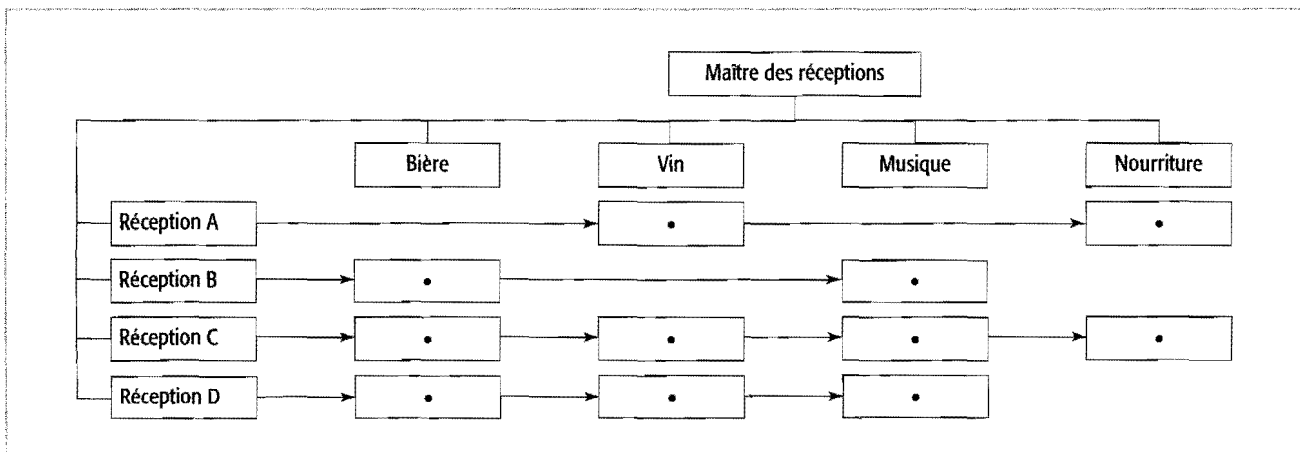 Maître des réceptions
Bière Vin Musique Nourriture
Réception A
Réception B
Réception C
Réception D